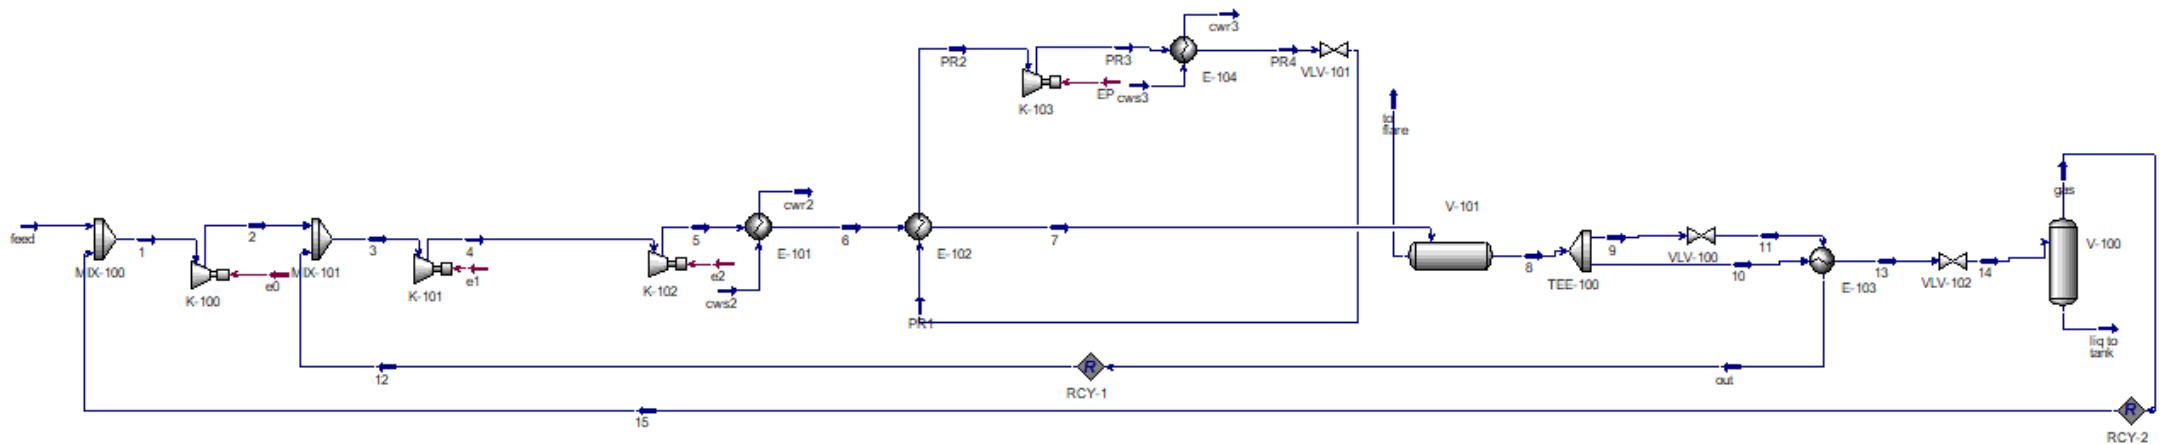 cwr3
PR2
PR3
E-104
PR4
VLV-101
K-103
EP
cws3
to
flare
feed
MIX-100
1
2
K-100
e0
MIX-101
3
4
K-101
e1
5
K-102
e2
cws2
cwr2
E-101
6
E-102
PR1
7
V-101
8
TEE-100
9
10
VLV-100
11
E-103
13
VLV-102
14
gas
V-100
liq to
tank
12
R
RCY-1
out
15
R
RCY-2